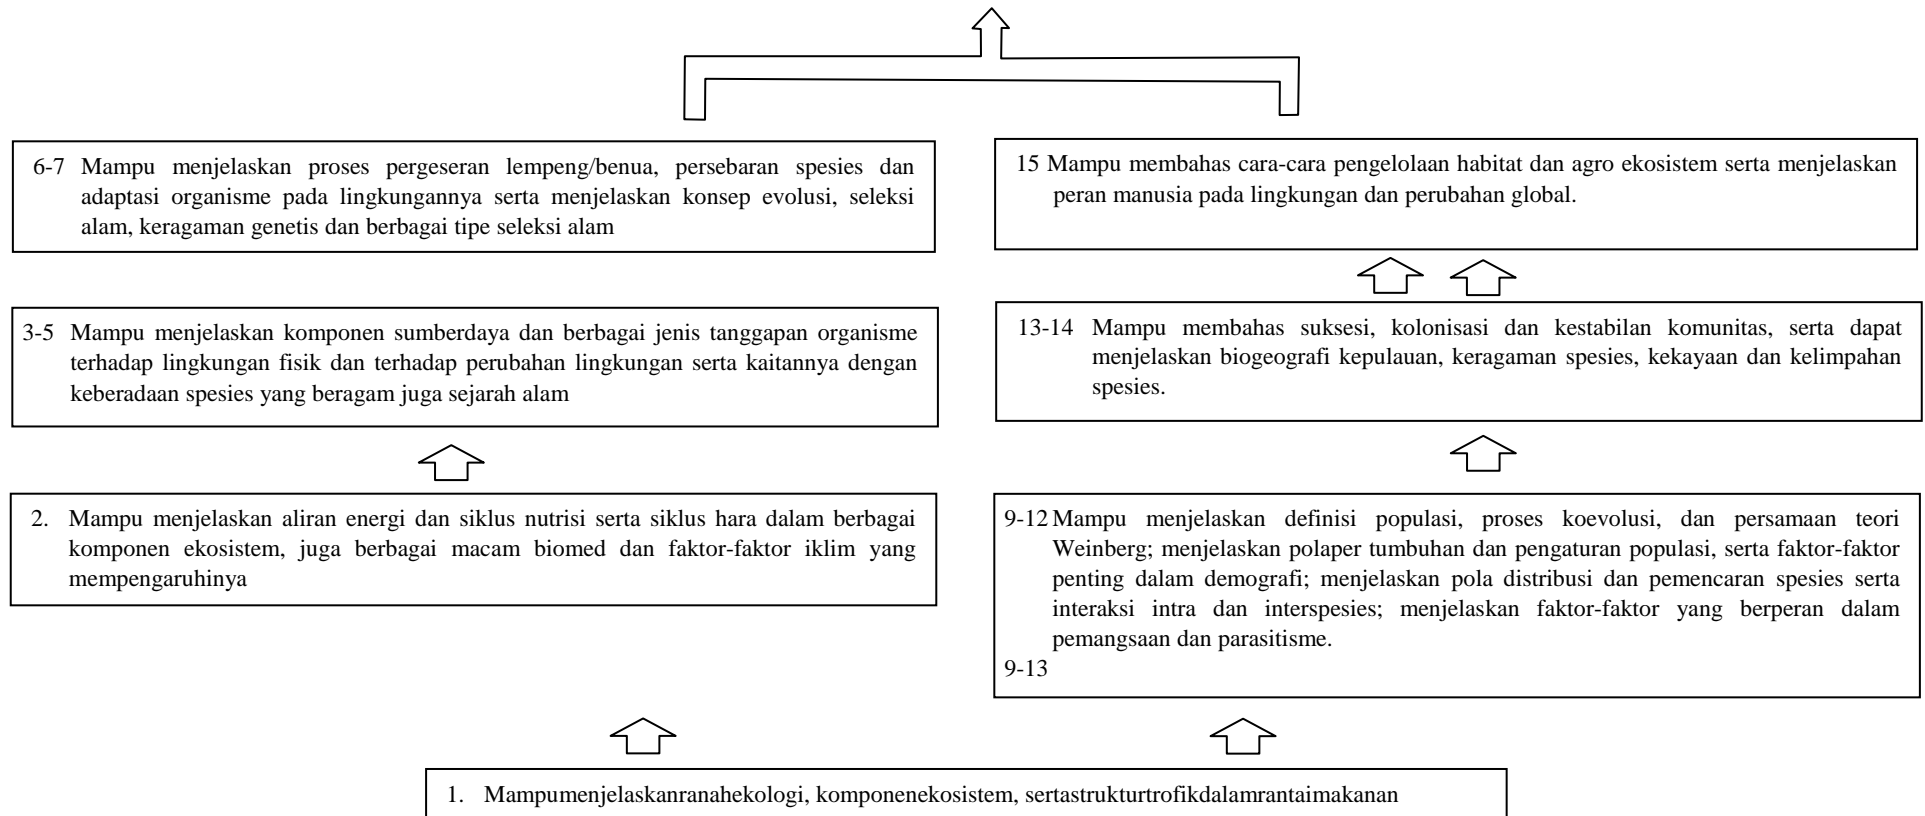 6-7 Mampu menjelaskan proses pergeseran lempeng/benua, persebaran spesies dan
adaptasi organisme pada lingkungannya serta menjelaskan konsep evolusi, seleksi
alam, keragaman genetis dan berbagai tipe seleksi alam
15 Mampu membahas cara-cara pengelolaan habitat dan agro ekosistem serta menjelaskan
peran manusia pada lingkungan dan perubahan global.
3-5 Mampu menjelaskan komponen sumberdaya dan berbagai jenis tanggapan organisme
terhadap lingkungan fisik dan terhadap perubahan lingkungan serta kaitannya dengan
keberadaan spesies yang beragam juga sejarah alam
13-14 Mampu membahas suksesi, kolonisasi dan kestabilan komunitas, serta dapat
menjelaskan biogeografi kepulauan, keragaman spesies, kekayaan dan kelimpahan
spesies.
2. Mampu menjelaskan aliran energi dan siklus nutrisi serta siklus hara dalam berbagai
komponen ekosistem, juga berbagai macam biomed dan faktor-faktor iklim yang
mempengaruhinya
9-12 Mampu menjelaskan definisi populasi, proses koevolusi, dan persamaan teori
Weinberg; menjelaskan polaper tumbuhan dan pengaturan populasi, serta faktor-faktor
penting dalam demografi; menjelaskan pola distribusi dan pemencaran spesies serta
interaksi intra dan interspesies; menjelaskan faktor-faktor yang berperan dalam
pemangsaan dan parasitisme.
9-13
1. Mampumenjelaskanranahekologi, komponenekosistem, sertastrukturtrofikdalamrantaimakanan